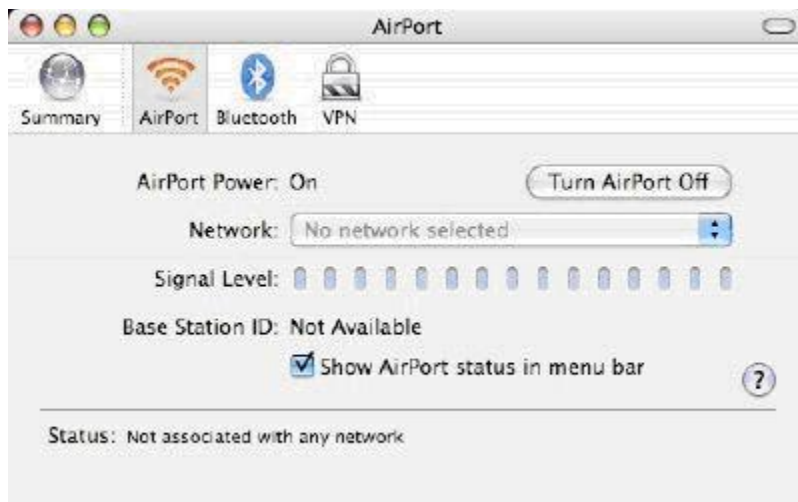 AirPort
Summary AirPort Bluetooth VPN
AirPort Power: On Turn AirPort Off
Network: No network selected
Signal Level:
Base Station ID: Not Available
Show AirPort status in menu bar
?
Status: Not associated with any network